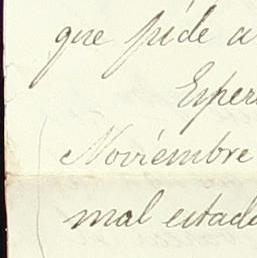 que pide a
Esper
Noviembre
mal estado